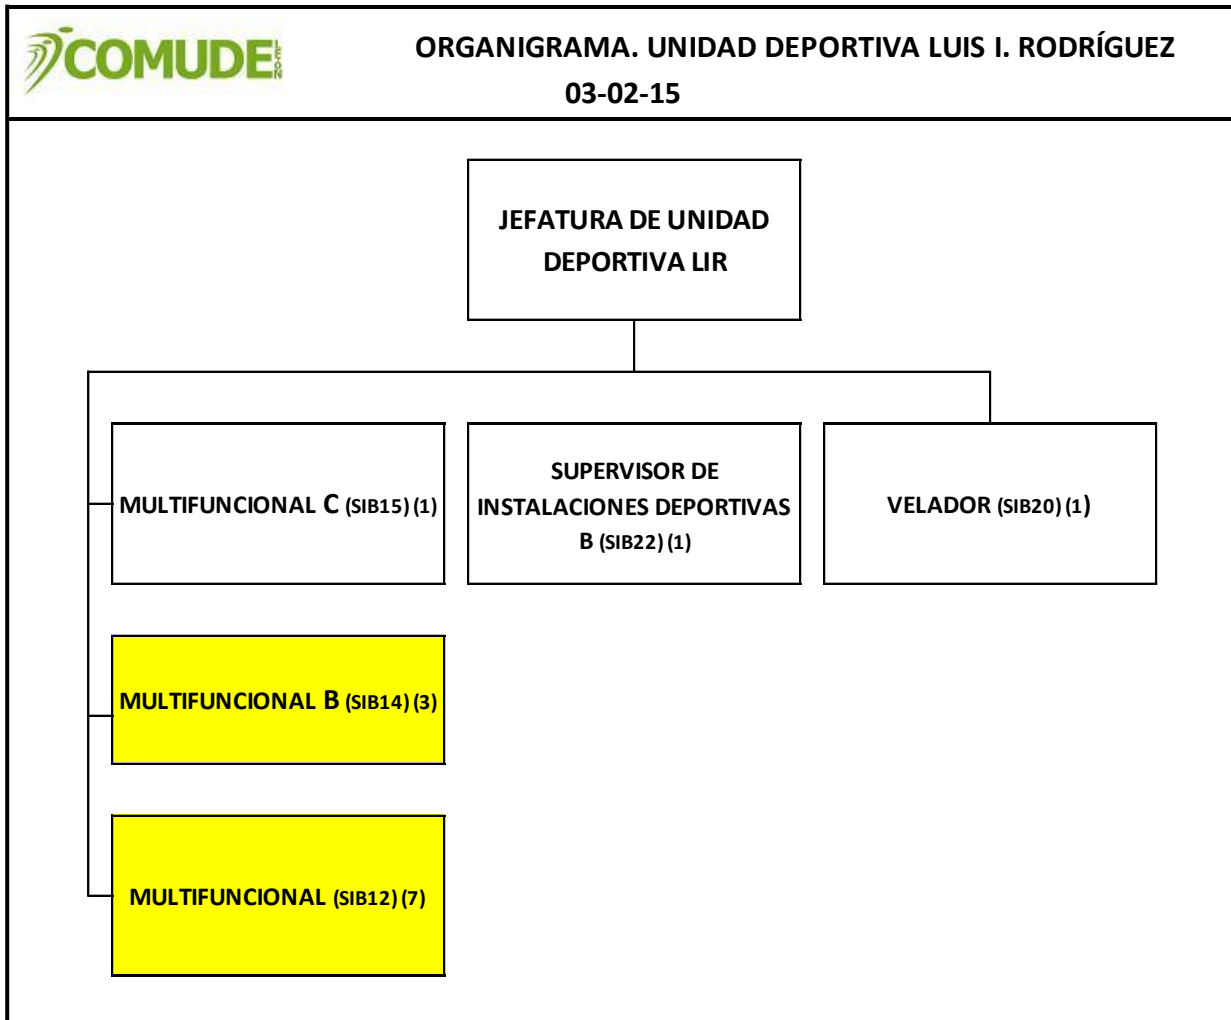 COMUDE LEON
ORGANIGRAMA. UNIDAD DEPORTIVA LUIS I. RODRÍGUEZ
03-02-15
JEFATURA DE UNIDAD
DEPORTIVA LIR
MULTIFUNCIONAL C (SIB15) (1)
SUPERVISOR DE
INSTALACIONES DEPORTIVAS
B (SIB22) (1)
VELADOR (SIB20) (1)
MULTIFUNCIONAL B (SIB14) (3)
MULTIFUNCIONAL (SIB12) (7)